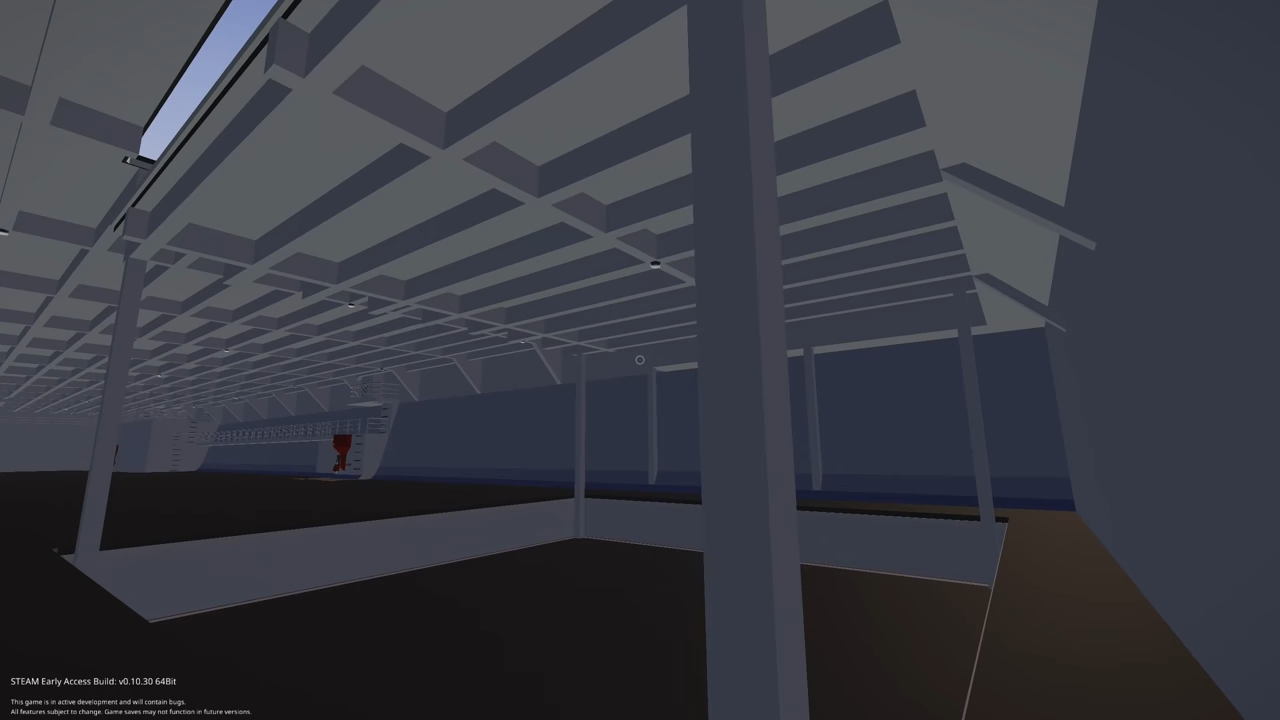 STEAM Early Access Build: v0.10.30 64Bit
This game is in active development and will contain bugs.
All features subject to change. Game saves may not function in future versions.